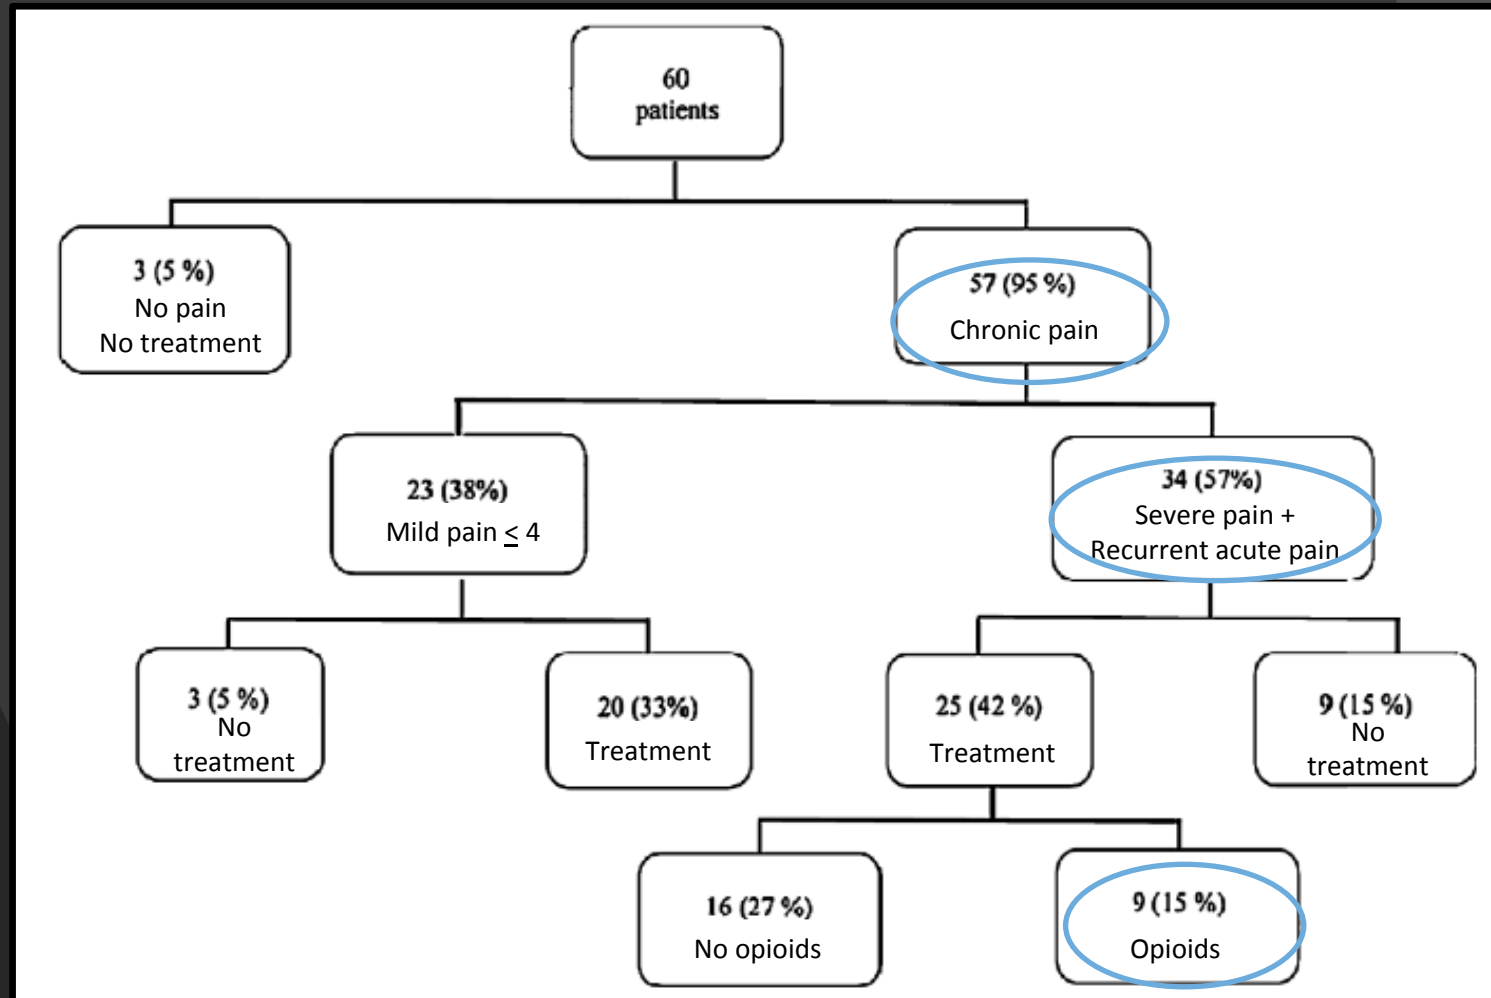 60
patients
3 (5 %)
No pain
No treatment
57 (95 %)
Chronic pain
23 (38%)
Mild pain ≤ 4
34 (57%)
Severe pain +
Recurrent acute pain
3 (5 %)
No
treatment
20 (33%)
Treatment
25 (42 %)
Treatment
9 (15 %)
No
treatment
16 (27 %)
No opioids
9 (15 %)
Opioids